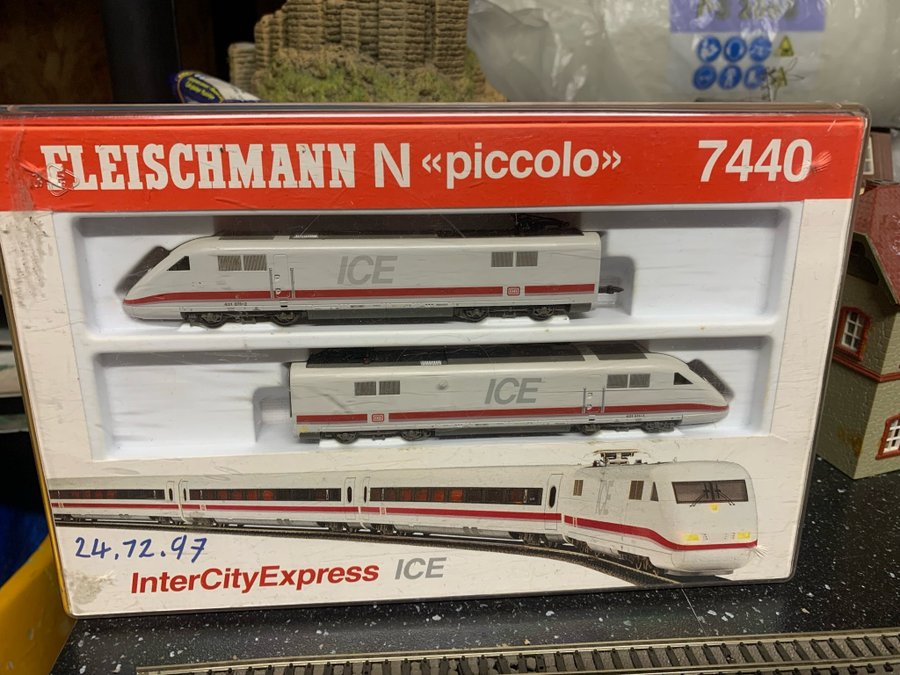 FLEISCHMANN N «piccolo» 7440
ICE
ICE
24.12.97
InterCityExpress ICE